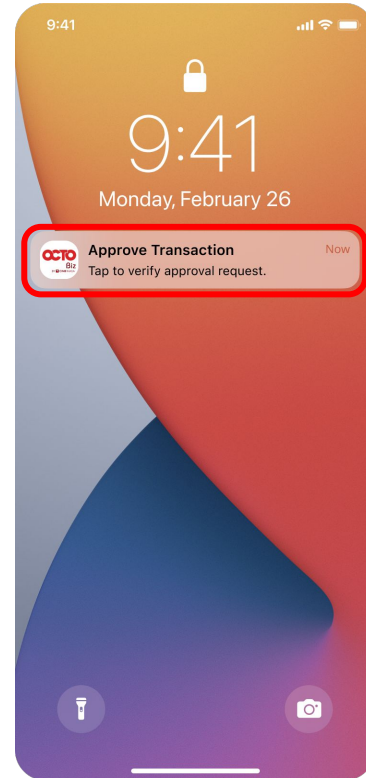 9:41
9:41
Monday, February 26
OCTO
Biz
Approve Transaction
Now
Tap to verify approval request.